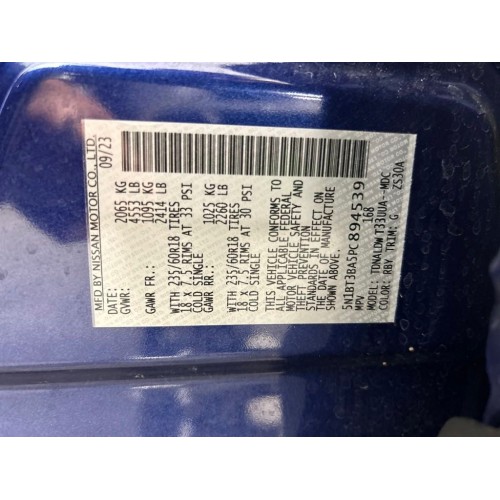 MFD BY NISSAN MOTOR CO., LTD.
DATE: 09/23
GVWR: 2065 KG
4553 LB
GAWR FR.: 1095 KG
2414 LB
WITH 235/60R18 TIRES
18 x 7.5 RIMS AT 33 PSI
COLD SINGLE
GAWR RR.: 1025 KG
2260 LB
WITH 235/60R18 TIRES
18 x 7.5 RIMS AT 30 PSI
COLD SINGLE
THIS VEHICLE CONFORMS TO
ALL APPLICABLE FEDERAL
MOTOR VEHICLE SAFETY AND
THEFT PREVENTION
STANDARDS IN EFFECT ON
THE DATE OF MANUFACTURE
SHOWN ABOVE.
5N1BT3BA5PC894539
MPV 168
MODEL: TDNALDWT33IUUA-MDC
COLOR: RBY TRIM: G ZS30A